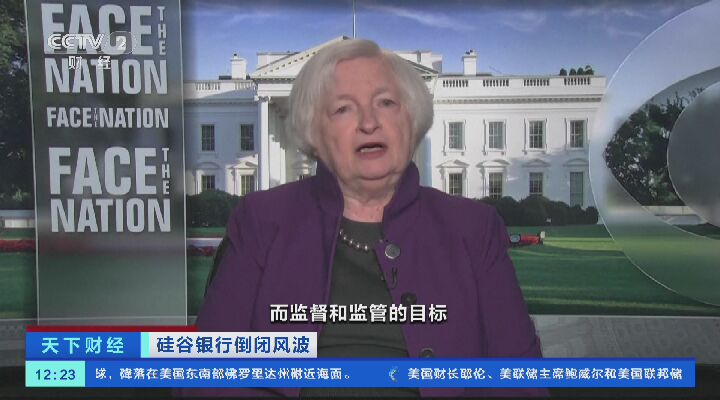 FACE THE NATION
FACE THE NATION
FACE THE NATION
CCTV 2
财经
而监督和监管的目标
天下财经
硅谷银行倒闭风波
12:23
球，降落在美国东南部佛罗里达州附近海面。
美国财长耶伦、美联储主席鲍威尔和美国联邦储